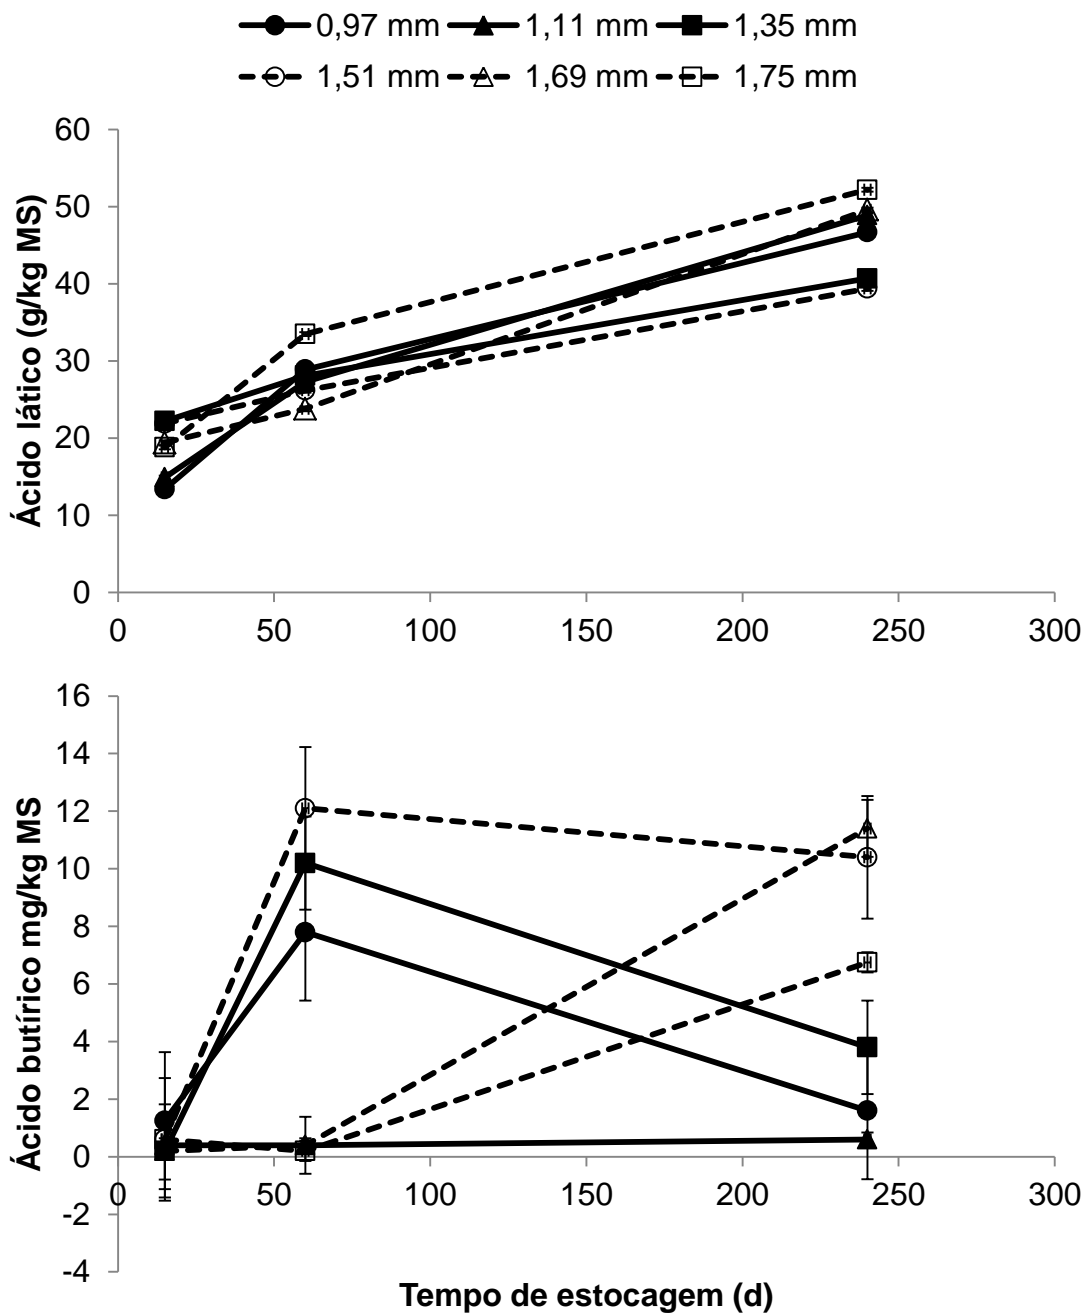 0,97 mm 1,11 mm 1,35 mm
1,51 mm 1,69 mm 1,75 mm
Ácido lático (g/kg MS)
60
50
40
30
20
10
0
0 50 100 150 200 250 300
Ácido butírico mg/kg MS
16
14
12
10
8
6
4
2
0
-2
-4
0 50 100 150 200 250 300
Tempo de estocagem (d)